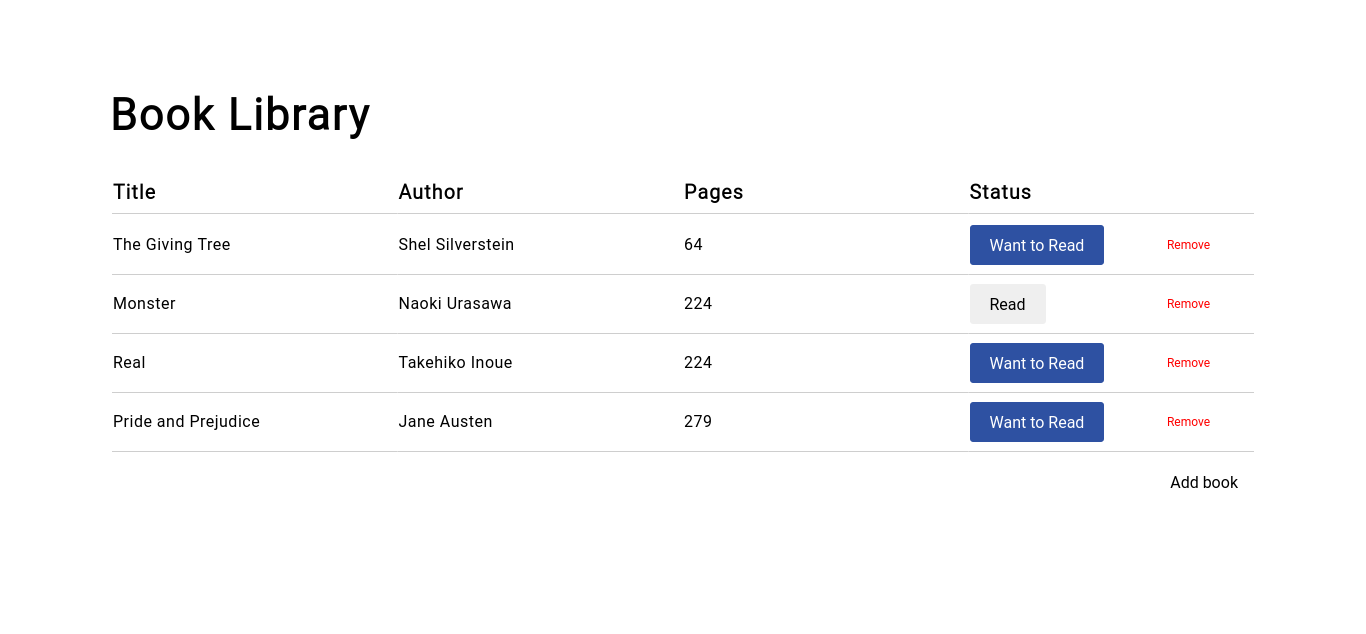 Book Library
Title Author Pages Status
The Giving Tree Shel Silverstein 64 Want to Read Remove
Monster Naoki Urasawa 224 Read Remove
Real Takehiko Inoue 224 Want to Read Remove
Pride and Prejudice Jane Austen 279 Want to Read Remove
Add book